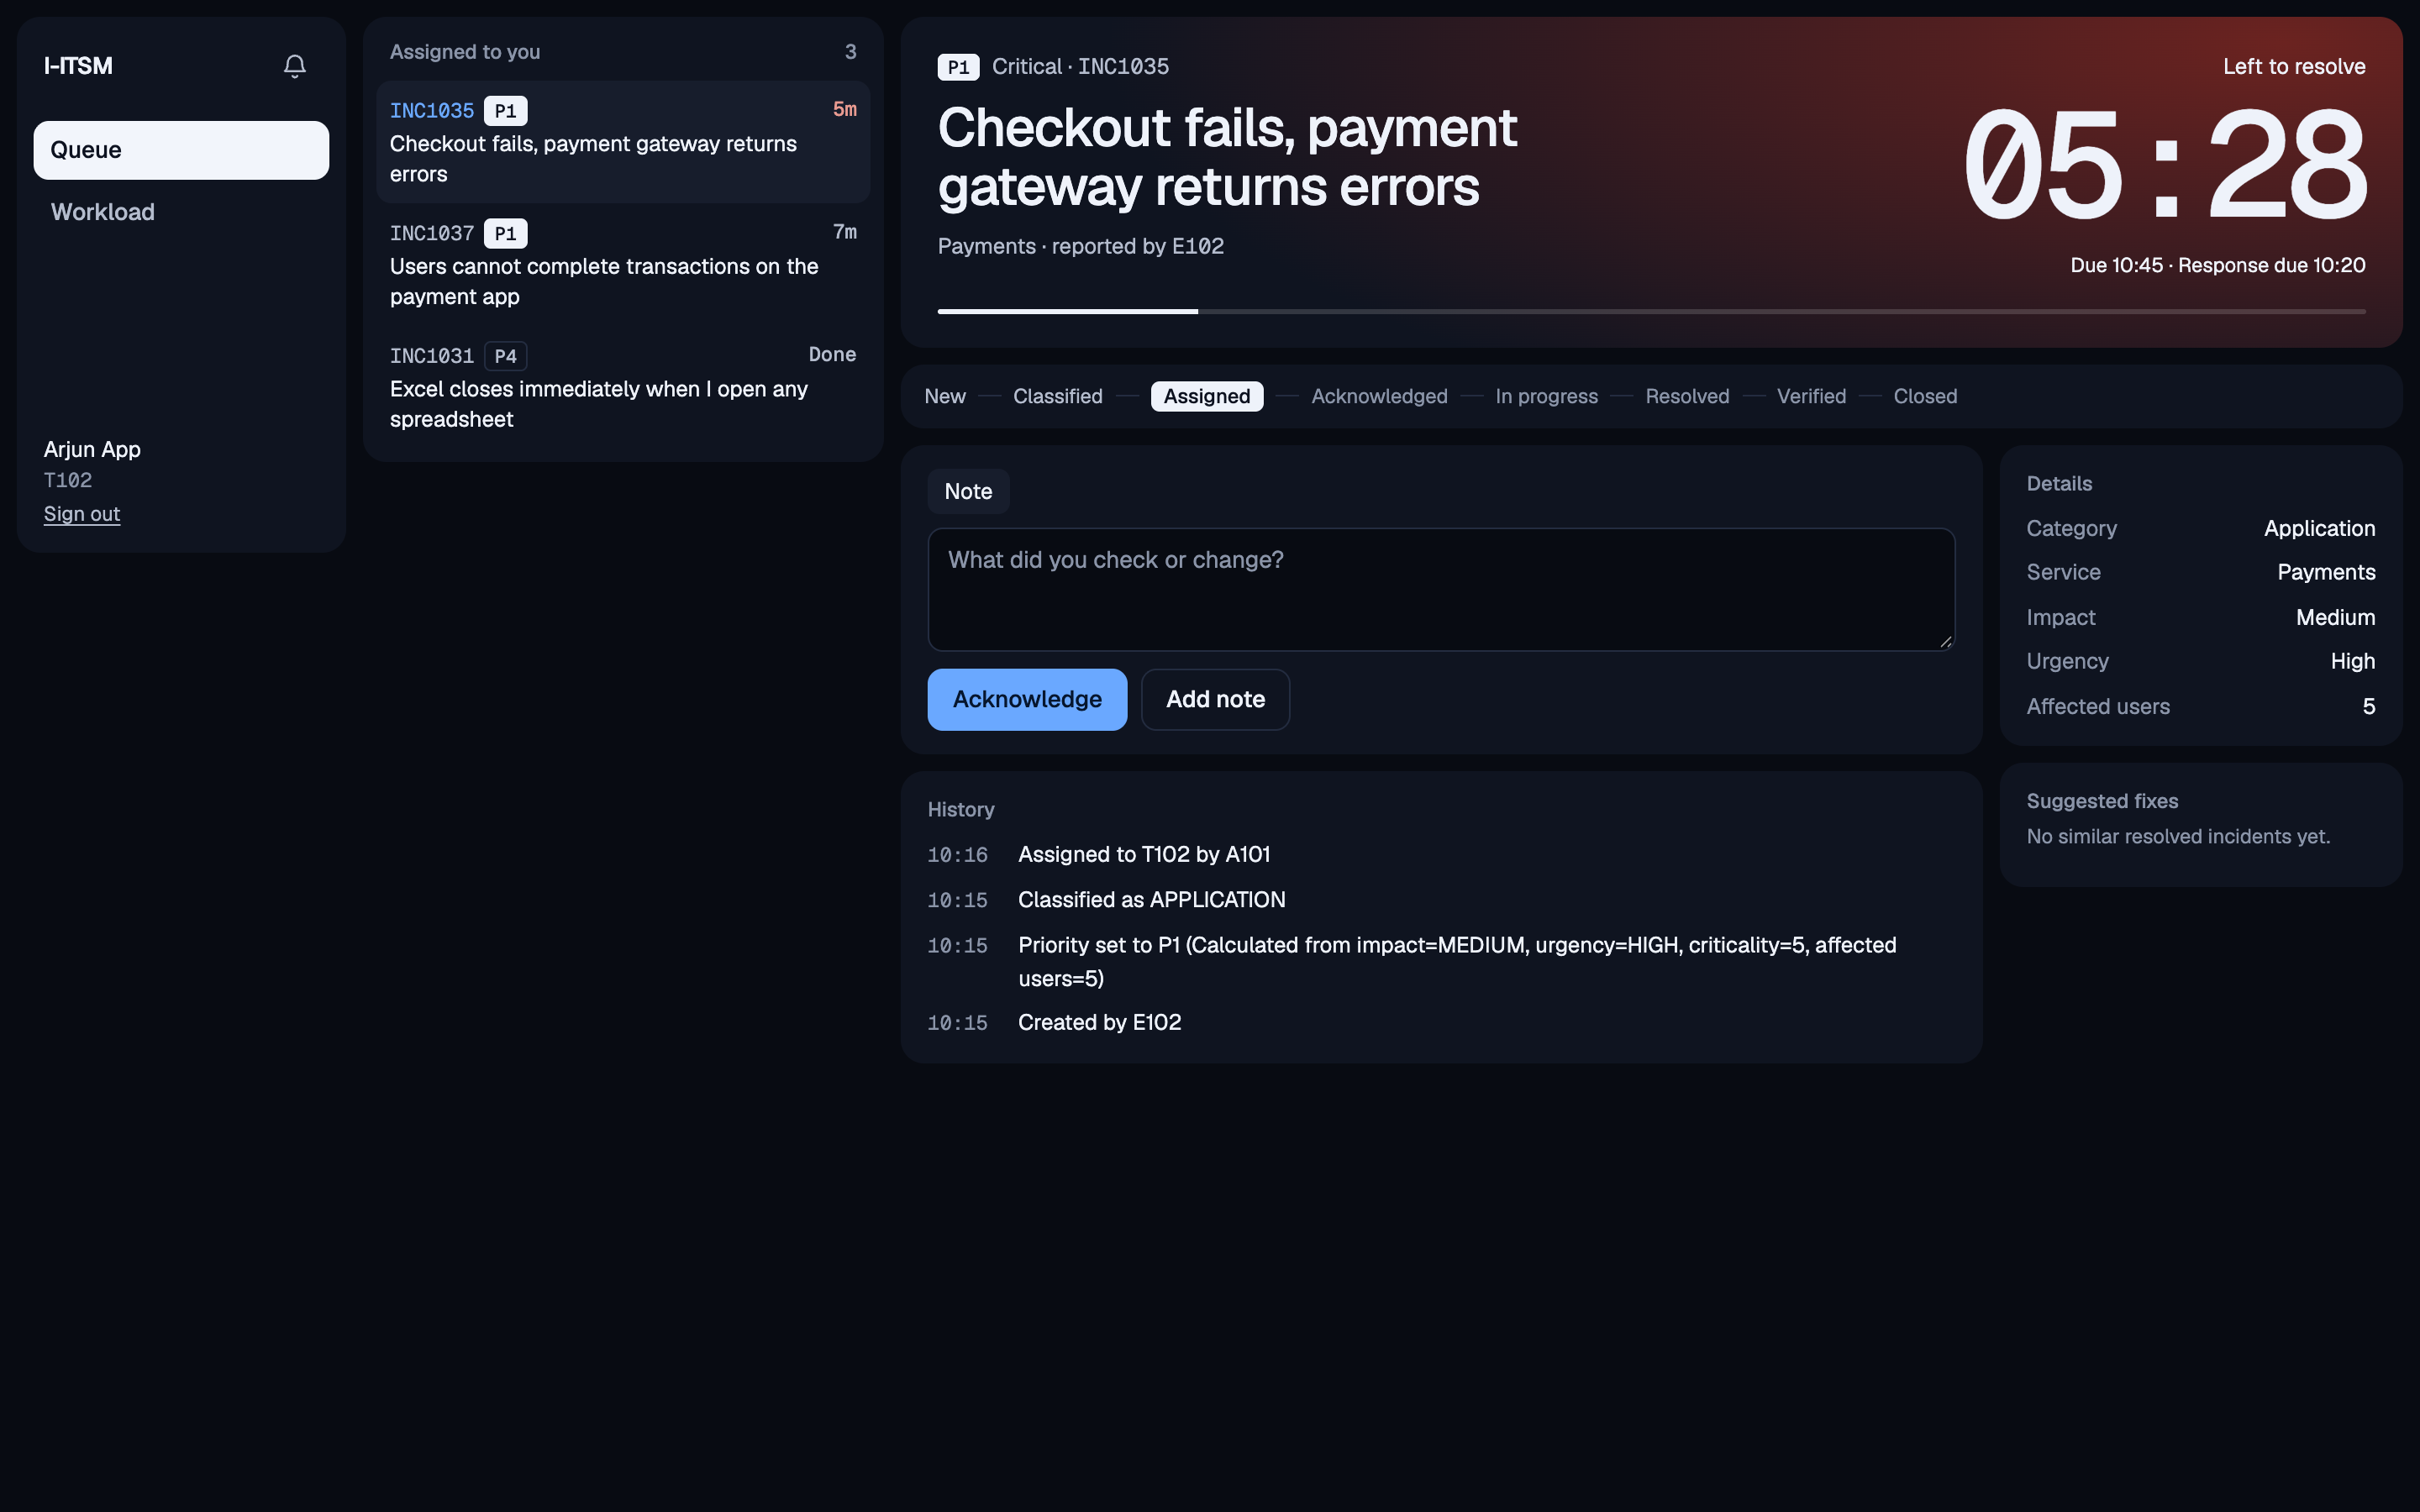 I-ITSM
Queue
Workload
Arjun App
T102
Sign out
Assigned to you 3
INC1035 P1 5m
Checkout fails, payment gateway returns
errors
INC1037 P1 7m
Users cannot complete transactions on the
payment app
INC1031 P4 Done
Excel closes immediately when I open any
spreadsheet
P1 Critical · INC1035
Checkout fails, payment
gateway returns errors
Payments · reported by E102
Left to resolve
05:28
Due 10:45 · Response due 10:20
New Classified Assigned Acknowledged In progress Resolved Verified Closed
Note
What did you check or change?
Acknowledge Add note
History
10:16 Assigned to T102 by A101
10:15 Classified as APPLICATION
10:15 Priority set to P1 (Calculated from impact=MEDIUM, urgency=HIGH, criticality=5, affected
users=5)
10:15 Created by E102
Details
Category Application
Service Payments
Impact Medium
Urgency High
Affected users 5
Suggested fixes
No similar resolved incidents yet.